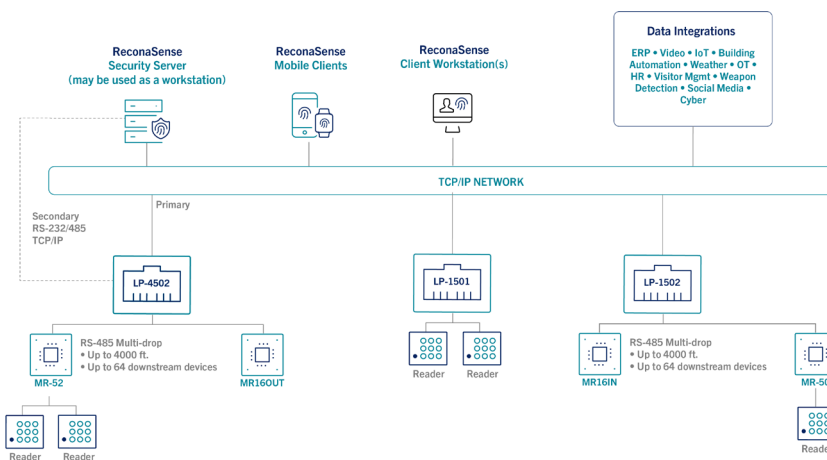 ReconaSense
Security Server
(may be used as a workstation)
ReconaSense
Mobile Clients
ReconaSense
Client Workstation(s)
Data Integrations
ERP • Video • IoT • Building
Automation • Weather • OT •
HR • Visitor Mgmt • Weapon
Detection • Social Media •
Cyber
TCP/IP NETWORK
Primary
Secondary
RS-232/485
TCP/IP
LP-4502
LP-1501
LP-1502
RS-485 Multi-drop
• Up to 4000 ft.
• Up to 64 downstream devices
MR-52
MR16OUT
Reader
Reader
RS-485 Multi-drop
• Up to 4000 ft.
• Up to 64 downstream devices
MR16IN
MR-50
Reader
Reader
Reade